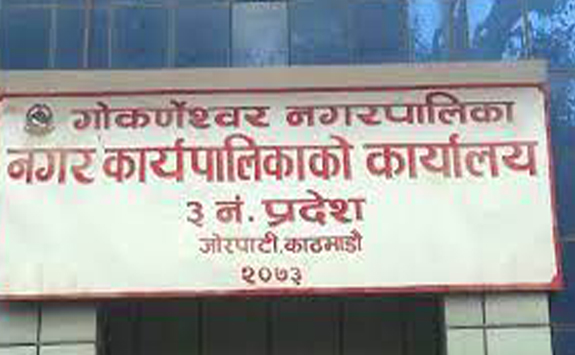 गोकर्णेश्वर नगरपालिका
नगर कार्यपालिकाको कार्यालय
३ नं. प्रदेश
जोरपाटी,काठमाडौं
२०७३